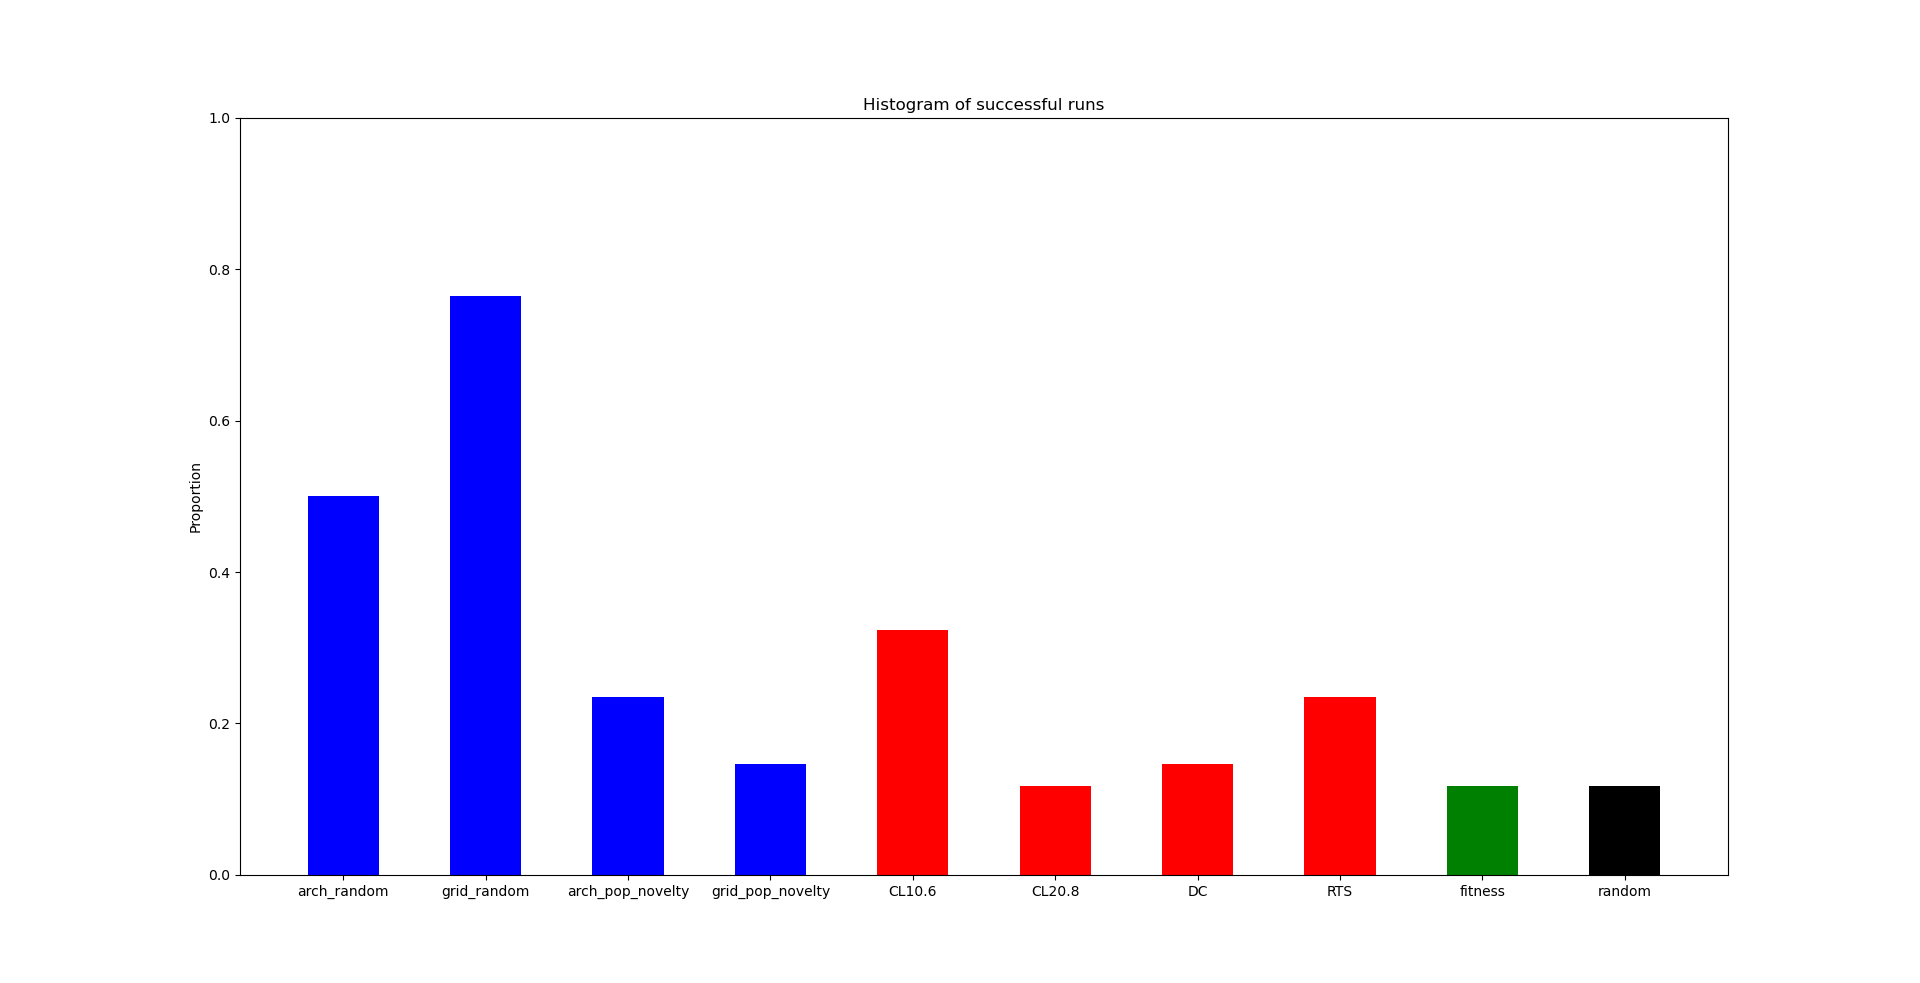 Histogram of successful runs
1.0
0.8
0.6
0.4
0.2
0.0
Proportion
arch_random grid_random arch_pop_novelty grid_pop_novelty CL10.6 CL20.8 DC RTS fitness random